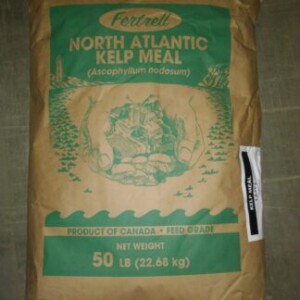 Fertrell
NORTH ATLANTIC
KELP MEAL
(Ascophyllum nodosum)
PRODUCT OF CANADA • FEED GRADE
NET WEIGHT
50 LB (22.68 kg)
KELP MEAL